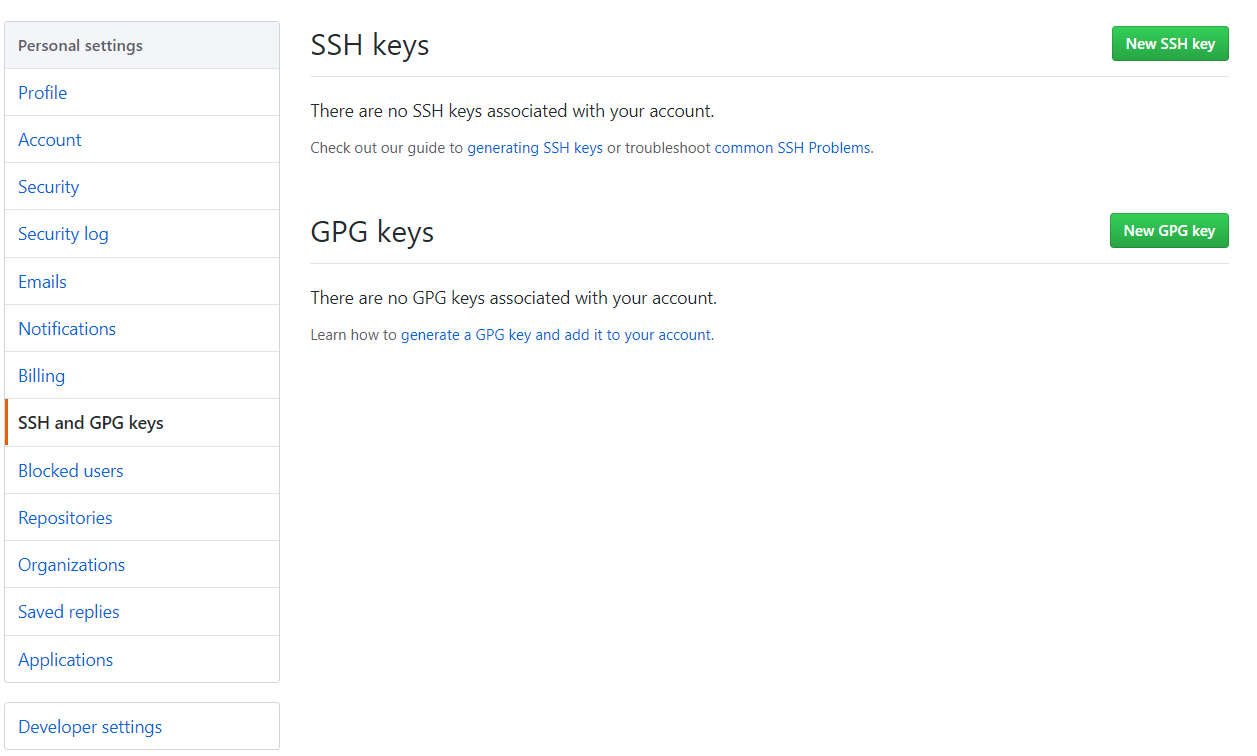 Personal settings
Profile
Account
Security
Security log
Emails
Notifications
Billing
SSH and GPG keys
Blocked users
Repositories
Organizations
Saved replies
Applications
Developer settings
SSH keys
New SSH key
There are no SSH keys associated with your account.
Check out our guide to generating SSH keys or troubleshoot common SSH Problems.
GPG keys
New GPG key
There are no GPG keys associated with your account.
Learn how to generate a GPG key and add it to your account.